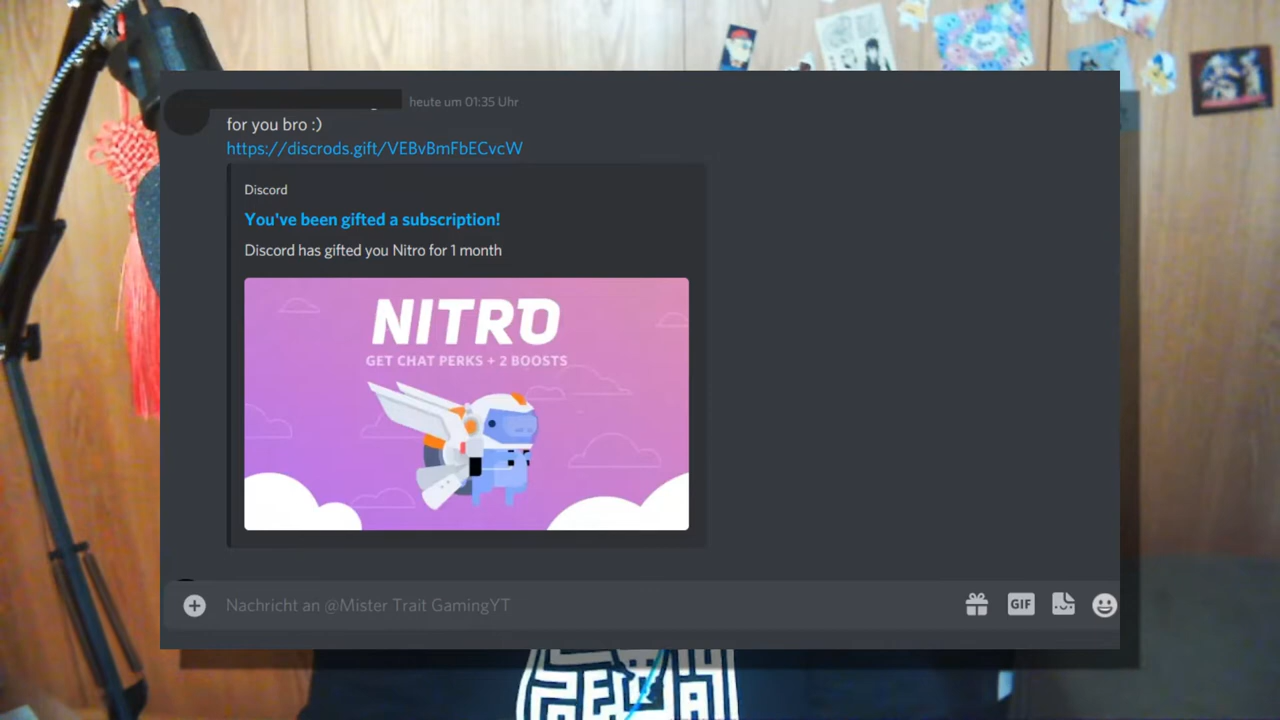 heute um 01:35 Uhr
for you bro :)
https://discrods.gift/VEBvBmFbECvcW
Discord
You've been gifted a subscription!
Discord has gifted you Nitro for 1 month
NITRO
GET CHAT PERKS + 2 BOOSTS
Nachricht an @Mister Trait GamingYT
GIF